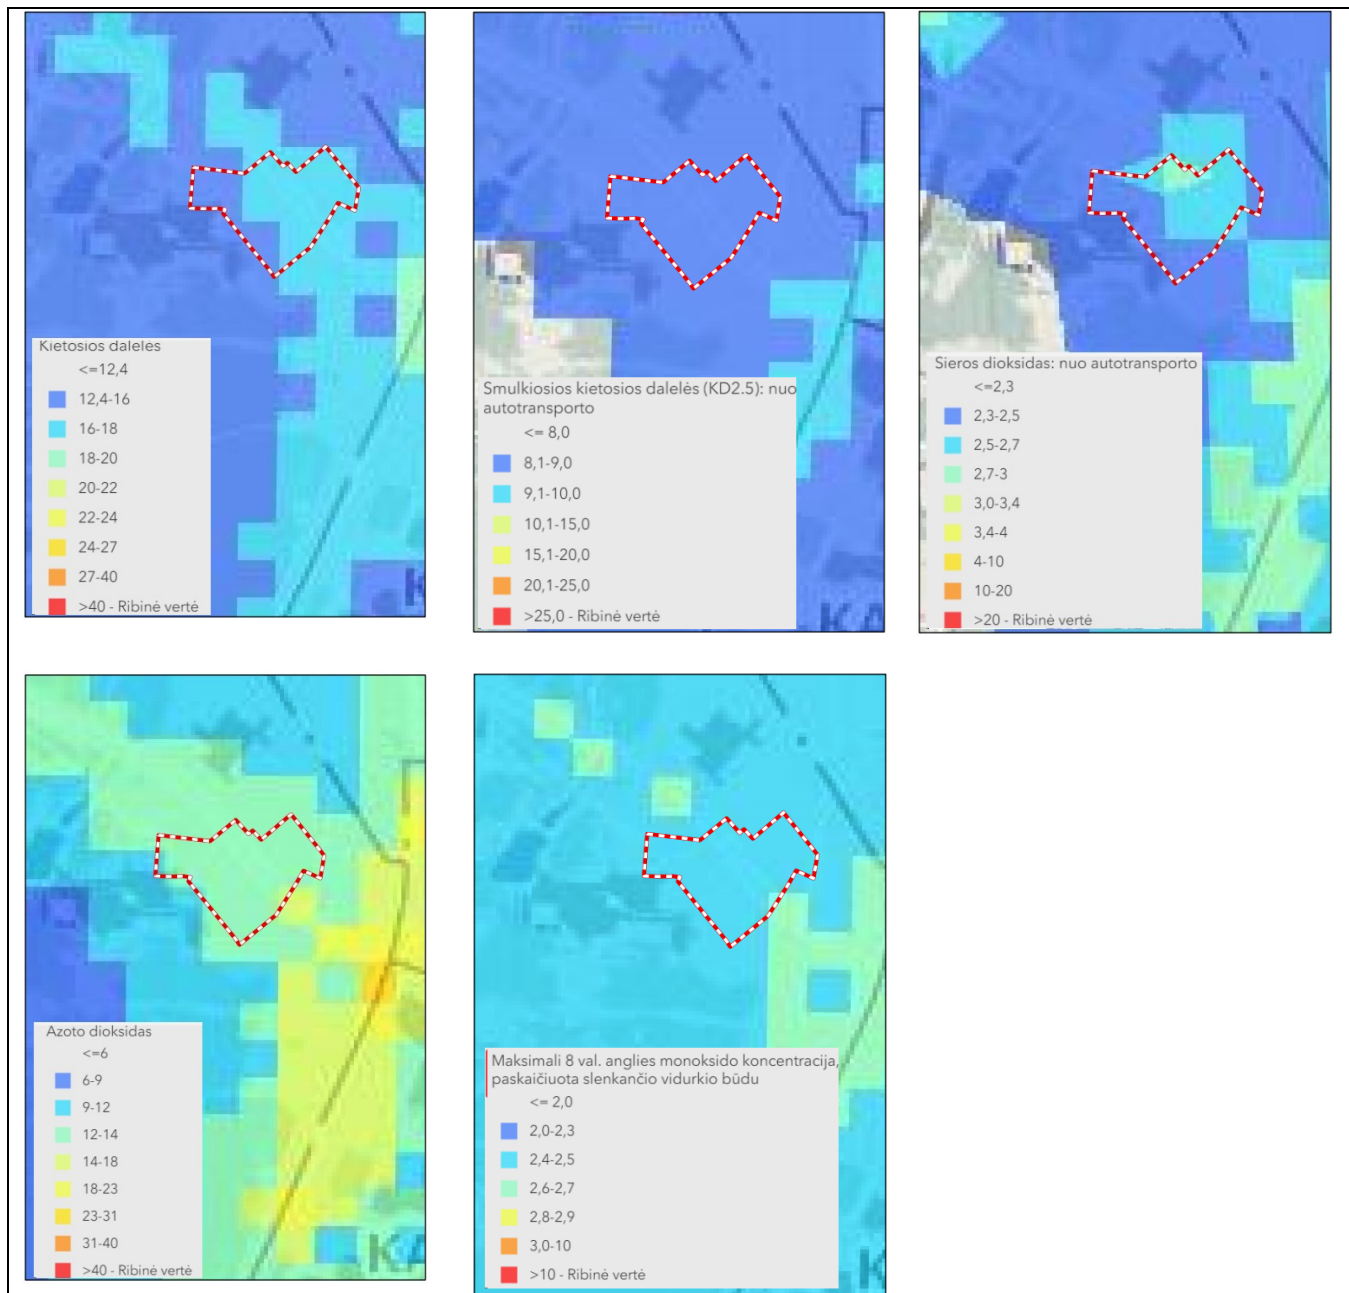 Kietosios dalelės
<=12,4
12,4-16
16-18
18-20
20-22
22-24
24-27
27-40
>40 - Ribinė vertė
Smulkiosios kietosios dalelės (KD2.5): nuo
autotransporto
<= 8,0
8,1-9,0
9,1-10,0
10,1-15,0
15,1-20,0
20,1-25,0
>25,0 - Ribinė vertė
KA
Sieros dioksidas: nuo autotransporto
<=2,3
2,3-2,5
2,5-2,7
2,7-3
3,0-3,4
3,4-4
4-10
10-20
>20 - Ribinė vertė
Azoto dioksidas
<=6
6-9
9-12
12-14
14-18
18-23
23-31
31-40
>40 - Ribinė vertė
KA
Maksimali 8 val. anglies monoksido koncentracija,
paskaičiuota slenkančio vidurkio būdu
<= 2,0
2,0-2,3
2,4-2,5
2,6-2,7
2,8-2,9
3,0-10
>10 - Ribinė vertė
K